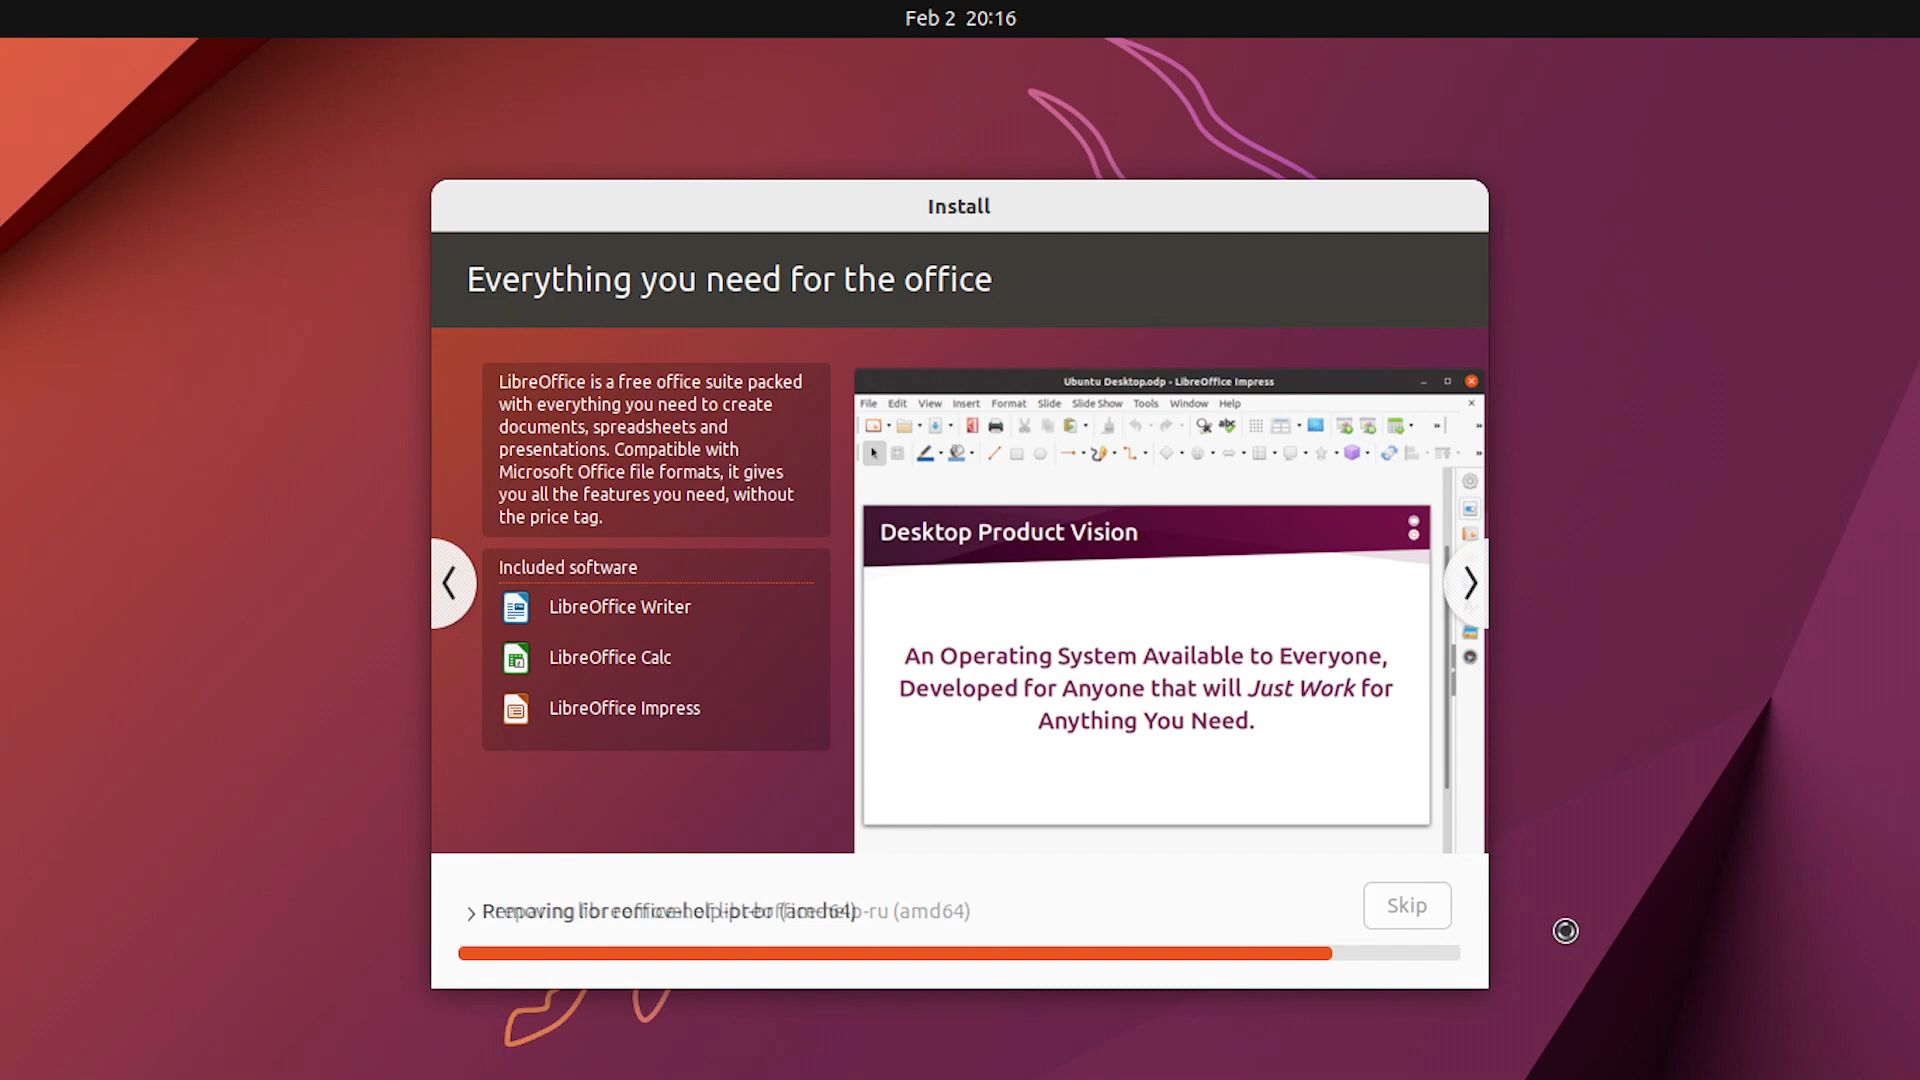 Feb 2 20:16
Install
Everything you need for the office
LibreOffice is a free office suite packed
with everything you need to create
documents, spreadsheets and
presentations. Compatible with
Microsoft Office file formats, it gives
you all the features you need, without
the price tag.
Included software
LibreOffice Writer
LibreOffice Calc
LibreOffice Impress
Ubuntu Desktop.odp - LibreOffice Impress
File Edit View Insert Format Slide Slide Show Tools Window Help
Desktop Product Vision
An Operating System Available to Everyone,
Developed for Anyone that will Just Work for
Anything You Need.
(amd64)
Skip